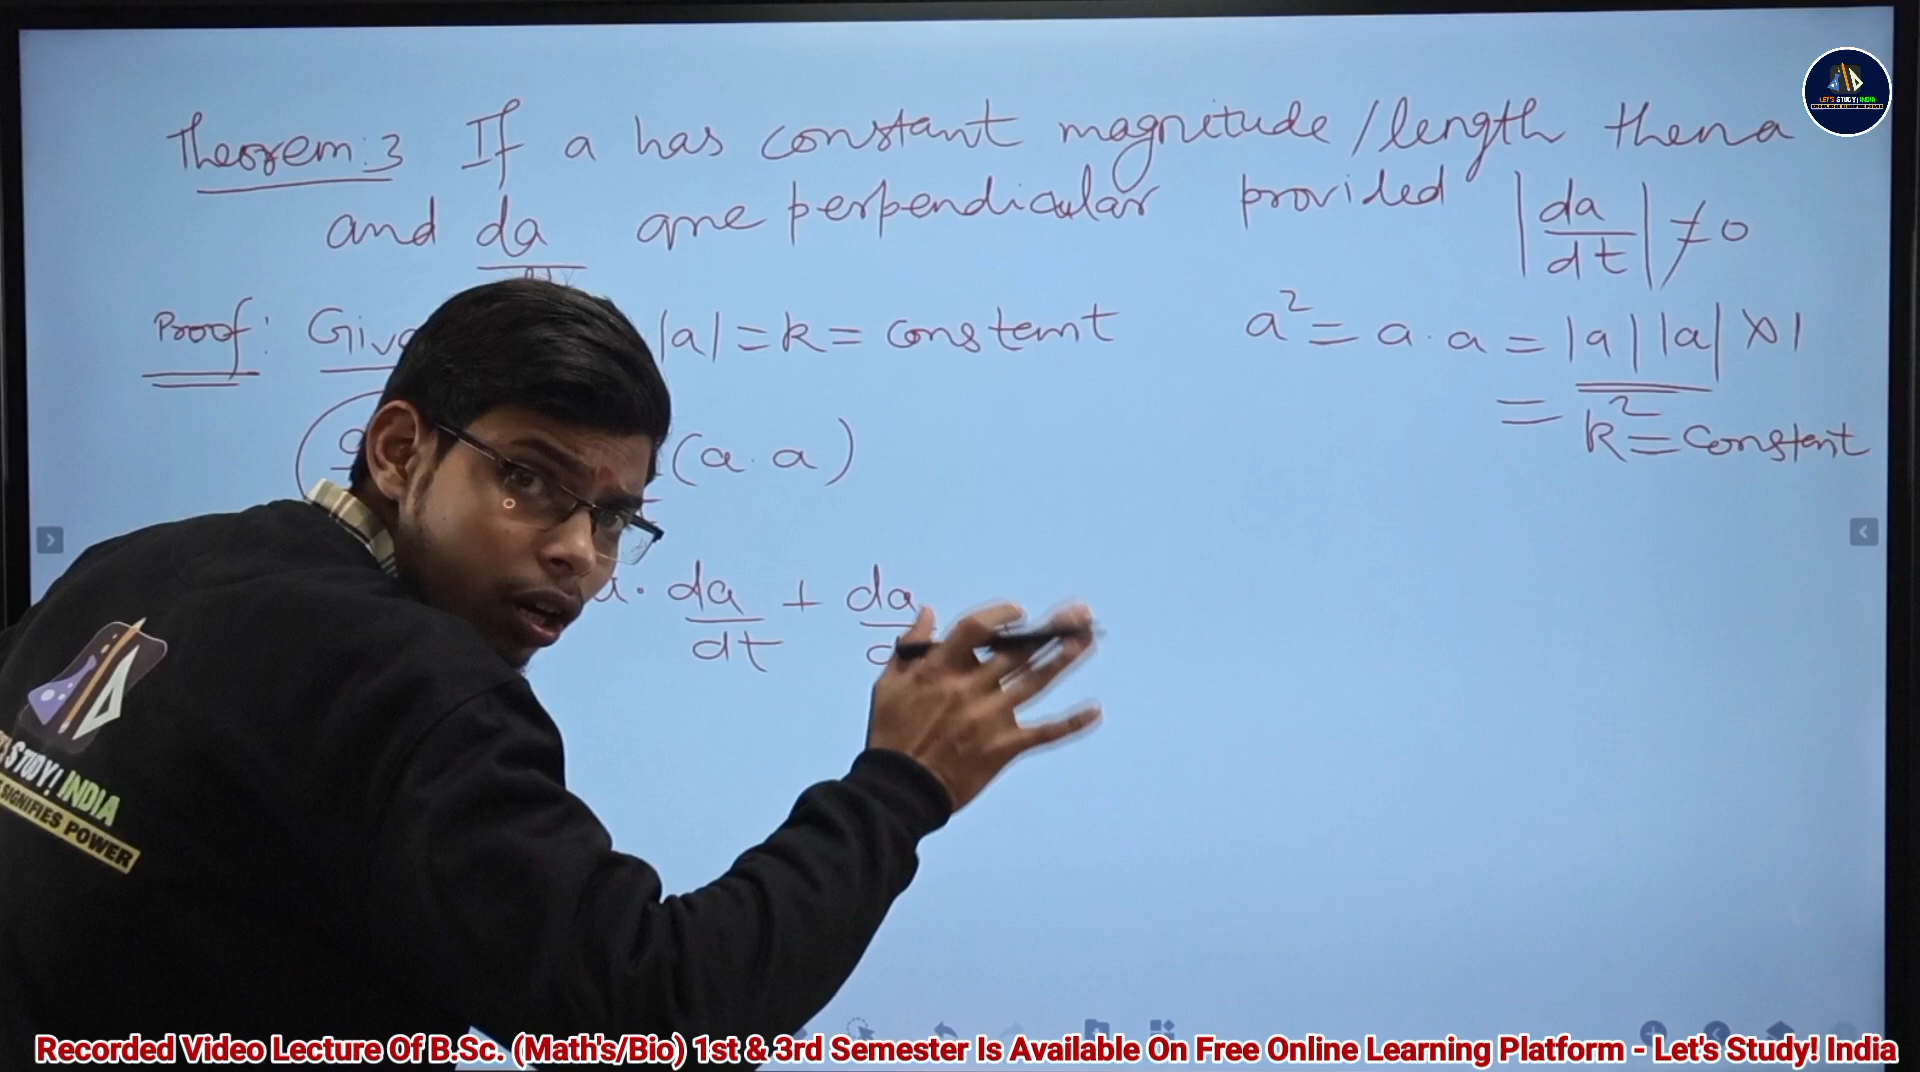 Theorem:3 If a has constant magnitude/length then a
and da are perpendicular provided |da/dt| ≠ 0
Proof: |a| = k = constant
a² = a . a = |a| |a| × 1
= k² = constant
(a . a)
. da/dt + da
LET'S STUDY! INDIA
LET'S STUDY! INDIA
SIGNIFIES POWER
Recorded Video Lecture Of B.Sc. (Math's/Bio) 1st & 3rd Semester Is Available On Free Online Learning Platform - Let's Study! India